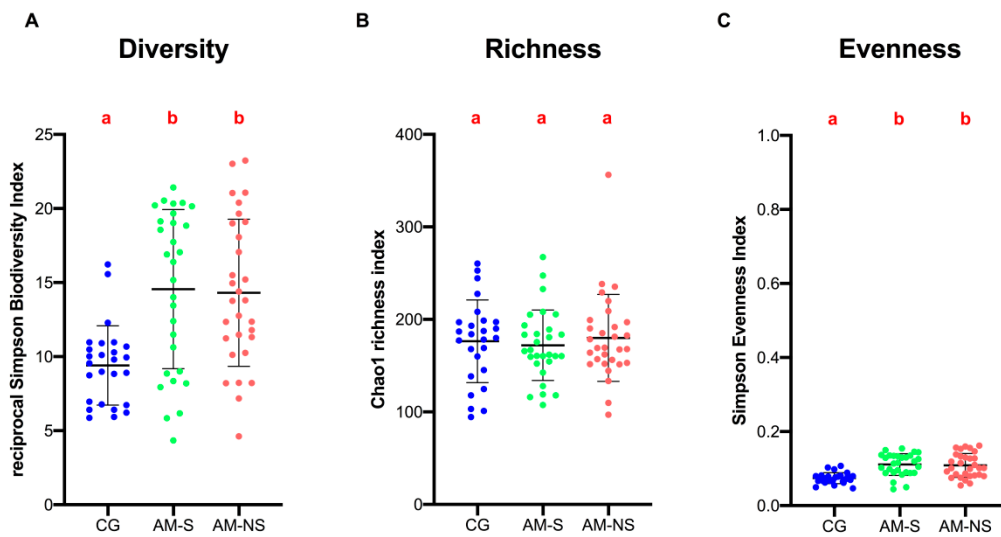 A
Diversity
a b b
reciprocal Simpson Biodiversity Index
25
20
15
10
5
0
CG AM-S AM-NS
B
Richness
a a a
Chao1 richness index
400
300
200
100
0
CG AM-S AM-NS
C
Evenness
a b b
Simpson Evenness Index
1.0
0.8
0.6
0.4
0.2
0.0
CG AM-S AM-NS